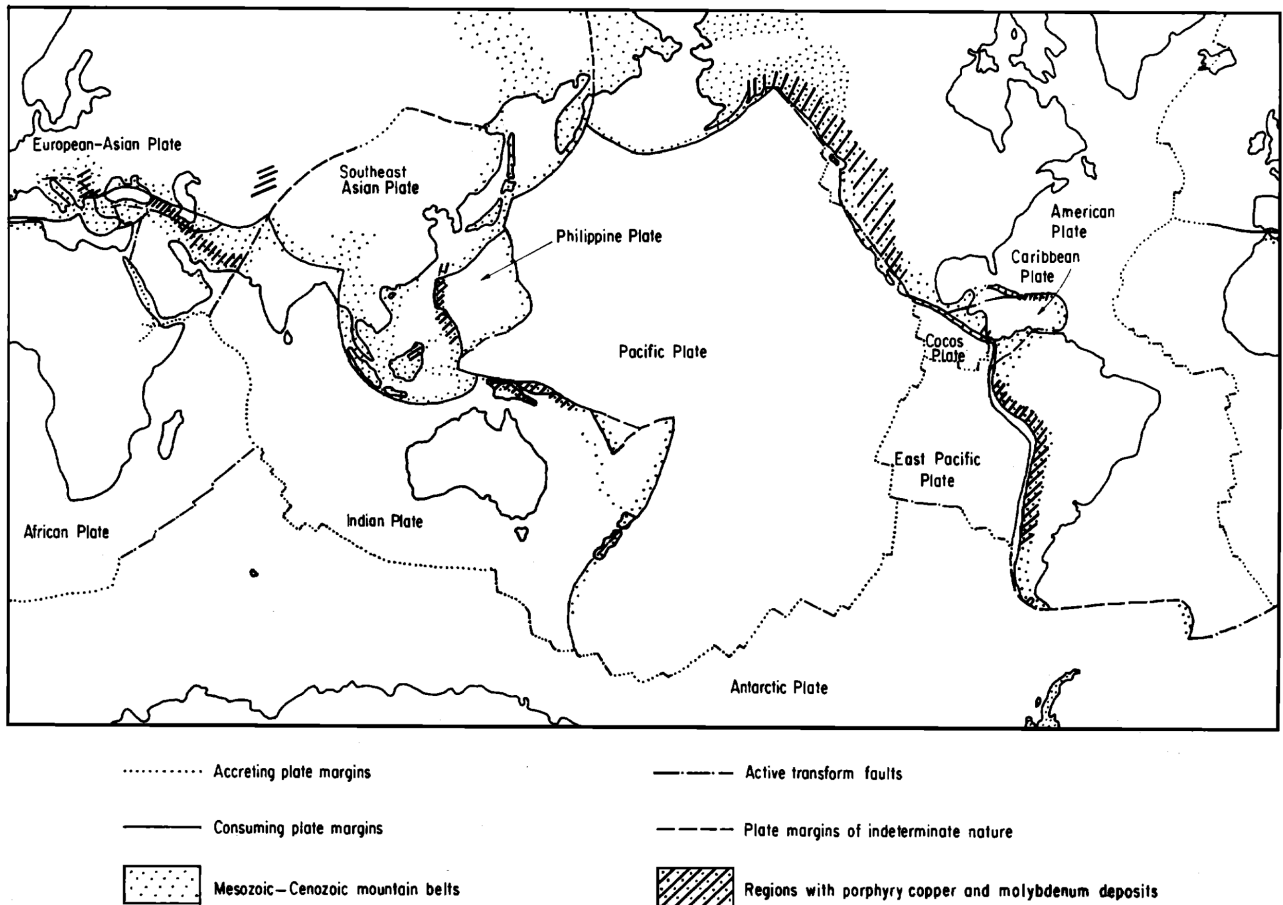 European-Asian Plate
Southeast
Asian Plate
Philippine Plate
American
Plate
Caribbean
Plate
Pacific Plate
Cocos
Plate
East Pacific
Plate
African Plate
Indian Plate
Antarctic Plate
Accreting plate margins
Active transform faults
Consuming plate margins
Plate margins of indeterminate nature
Mesozoic–Cenozoic mountain belts
Regions with porphyry copper and molybdenum deposits